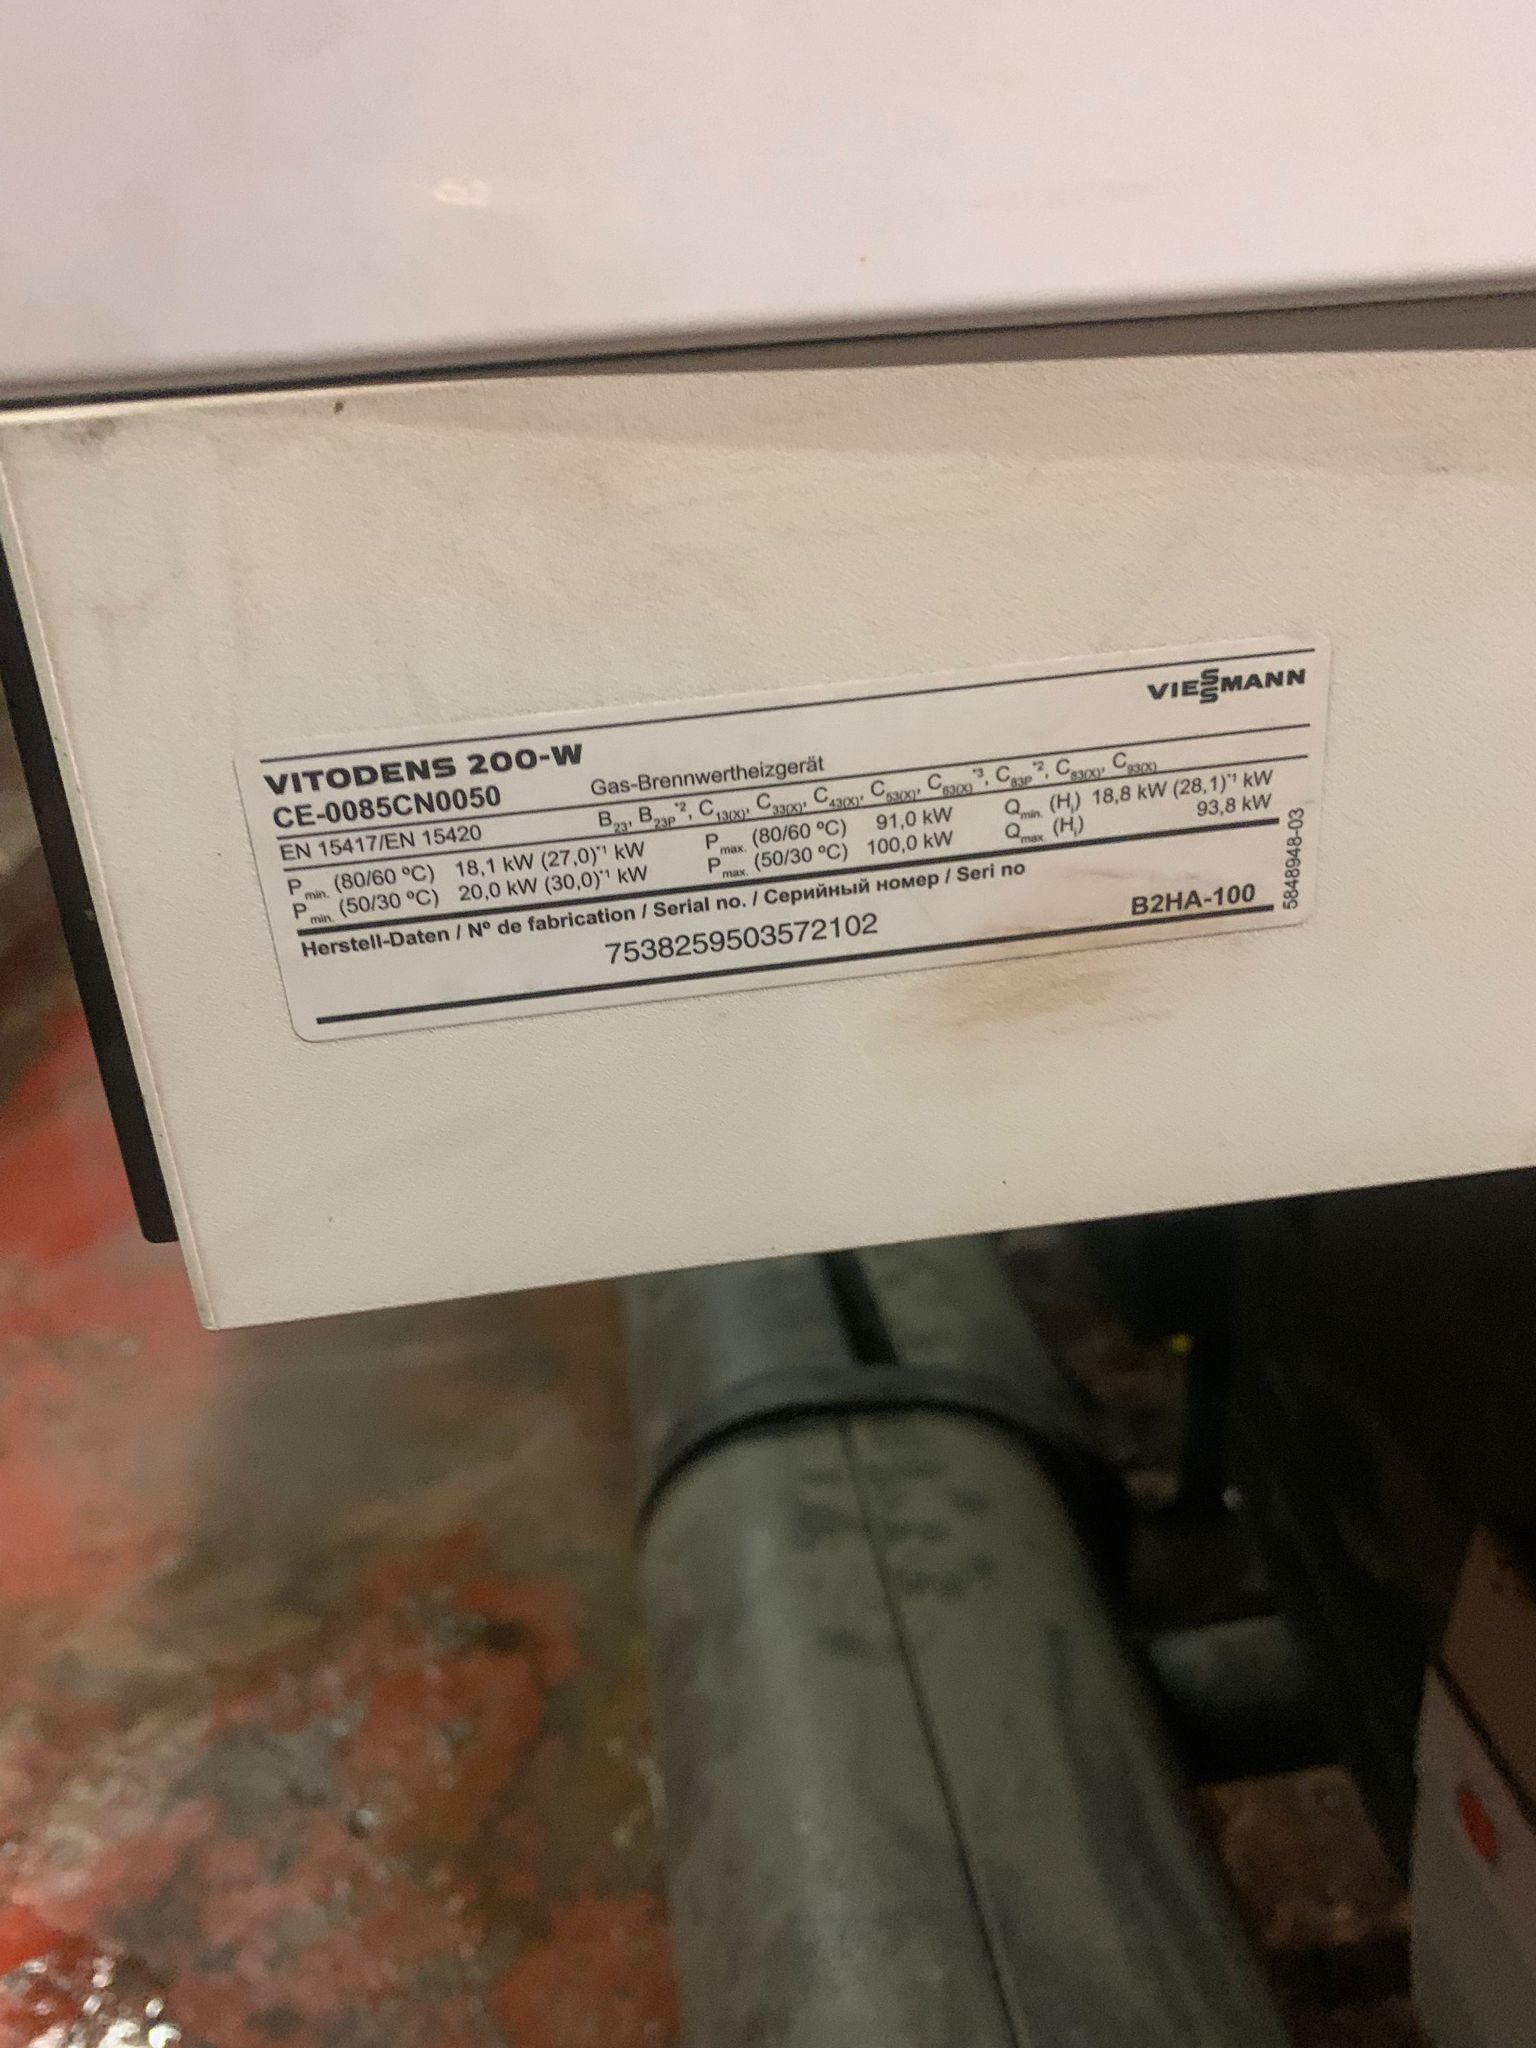 VIESSMANN
VITODENS 200-W
CE-0085CN0050 Gas-Brennwertheizgerät
EN 15417/EN 15420 B23, B23P*2, C13(X), C33(X), C43(X), C53(X), C63(X)*3, C83P*2, C83(X), C93(X)
Pmin. (80/60 ºC) 18,1 kW (27,0)*1 kW Pmax. (80/60 ºC) 91,0 kW Qmin. (Hi) 18,8 kW (28,1)*1 kW
Pmin. (50/30 ºC) 20,0 kW (30,0)*1 kW Pmax. (50/30 ºC) 100,0 kW Qmax. (Hi) 93,8 kW
Herstell-Daten / Nº de fabrication / Serial no. / Серийный номер / Seri no
7538259503572102
B2HA-100
5848948-03